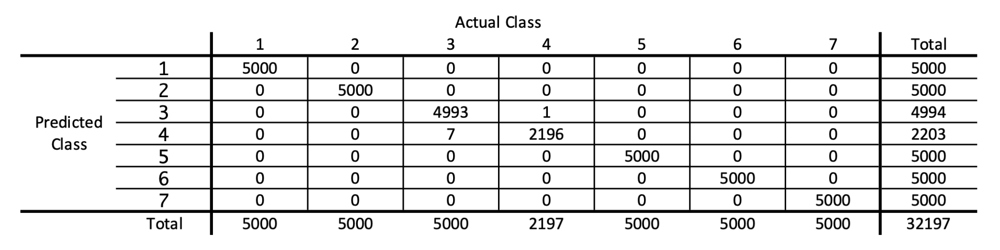 Actual Class
1 2 3 4 5 6 7 Total
1 5000 0 0 0 0 0 0 5000
2 0 5000 0 0 0 0 0 5000
3 0 0 4993 1 0 0 0 4994
Predicted Class
4 0 0 7 2196 0 0 0 2203
5 0 0 0 0 5000 0 0 5000
6 0 0 0 0 0 5000 0 5000
7 0 0 0 0 0 0 5000 5000
Total 5000 5000 5000 2197 5000 5000 5000 32197